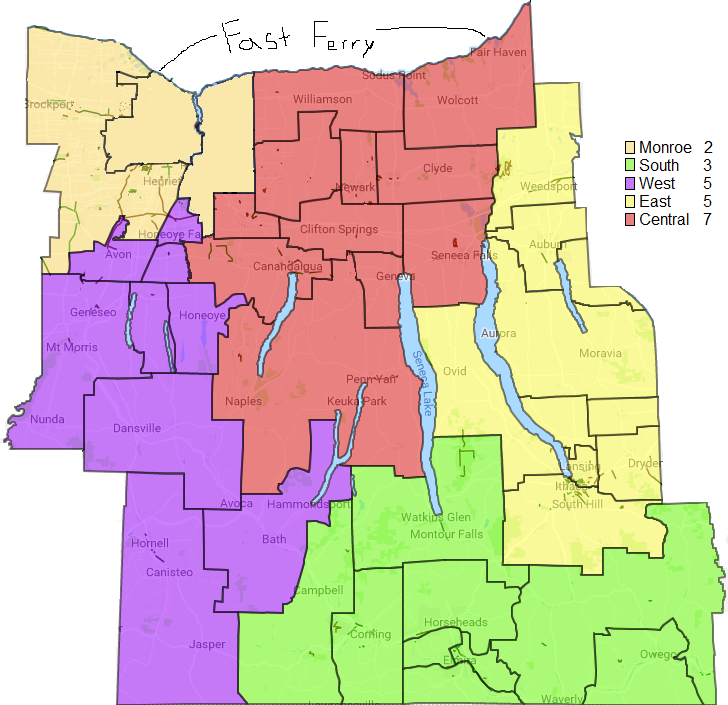 Fast Ferry
Fair Haven
Sodus Point
Williamson
Wolcott
Brockport
Monroe 2
South 3
West 5
East 5
Central 7
Clyde
Henriet
Newark
Weedsport
Honeoye Fa
Clifton Springs
Auburn
Avon
Seneca Falls
Canandaigua
Geneva
Geneseo
Honeoye
Aurora
Mt Morris
Moravia
Seneca Lake
Ovid
Penn Yan
Naples
Keuka Park
Nunda
Dansville
Lansing
Dryder
Ithaca
Avoca
Hammondsport
South Hill
Watkins Glen
Montour Falls
Bath
Hornell
Canisteo
Campbell
Horseheads
Corning
Jasper
Elmira
Owego
Waverly